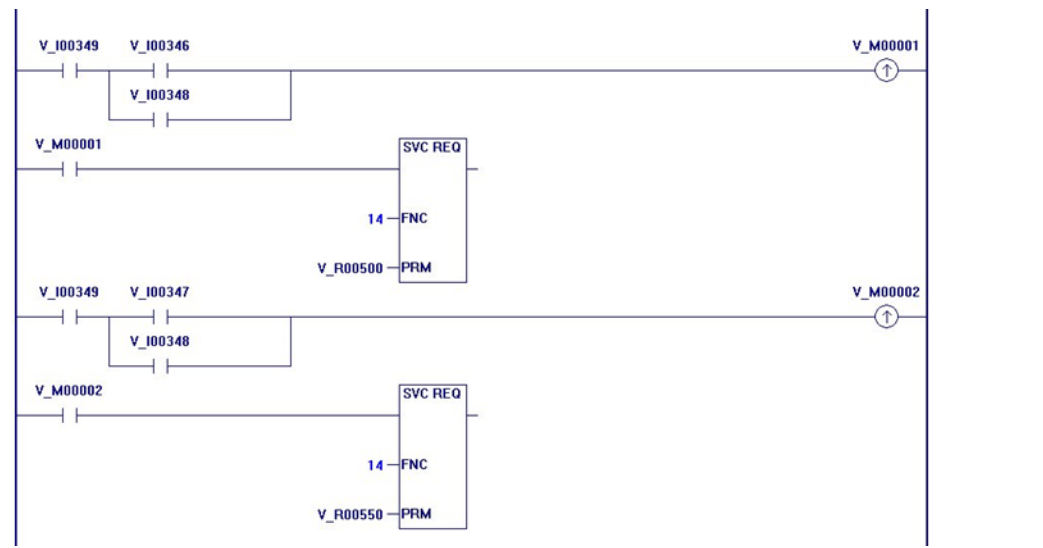 V_I00349 V_I00346 V_M00001
V_I00348
V_M00001 SVC REQ
14 FNC
V_R00500 PRM
V_I00349 V_I00347 V_M00002
V_I00348
V_M00002 SVC REQ
14 FNC
V_R00550 PRM